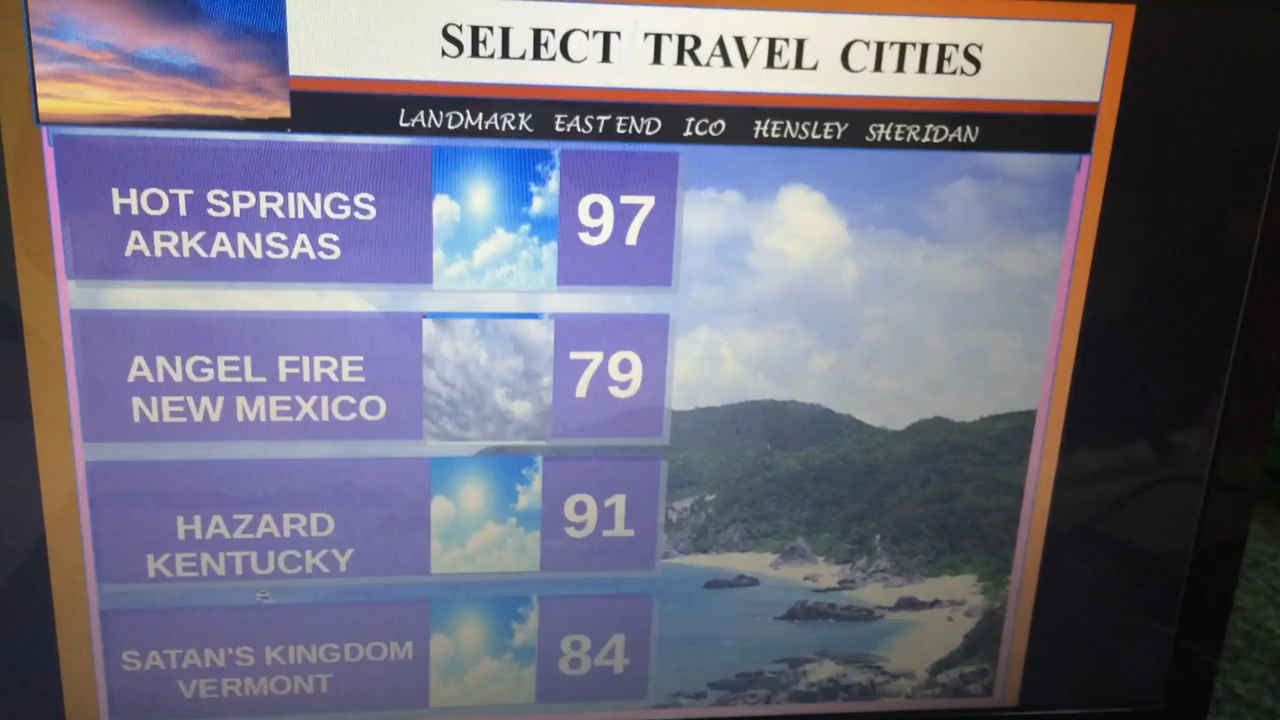 SELECT TRAVEL CITIES
LANDMARK EAST END ICO HENSLEY SHERIDAN
HOT SPRINGS
ARKANSAS
97
ANGEL FIRE
NEW MEXICO
79
HAZARD
KENTUCKY
91
SATAN'S KINGDOM
VERMONT
84